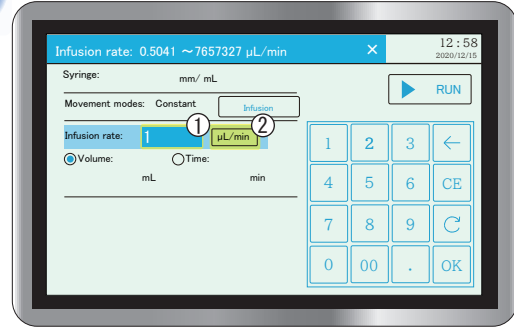 Infusion rate: 0.5041 ～7657327 µL/min ×
12 : 58
2020/12/15
Syringe: mm/ mL
RUN
Movement modes: Constant Infusion
① ②
Infusion rate: 1 µL/min
Volume: Time:
mL min
1 2 3 ←
4 5 6 CE
7 8 9
0 00 . OK